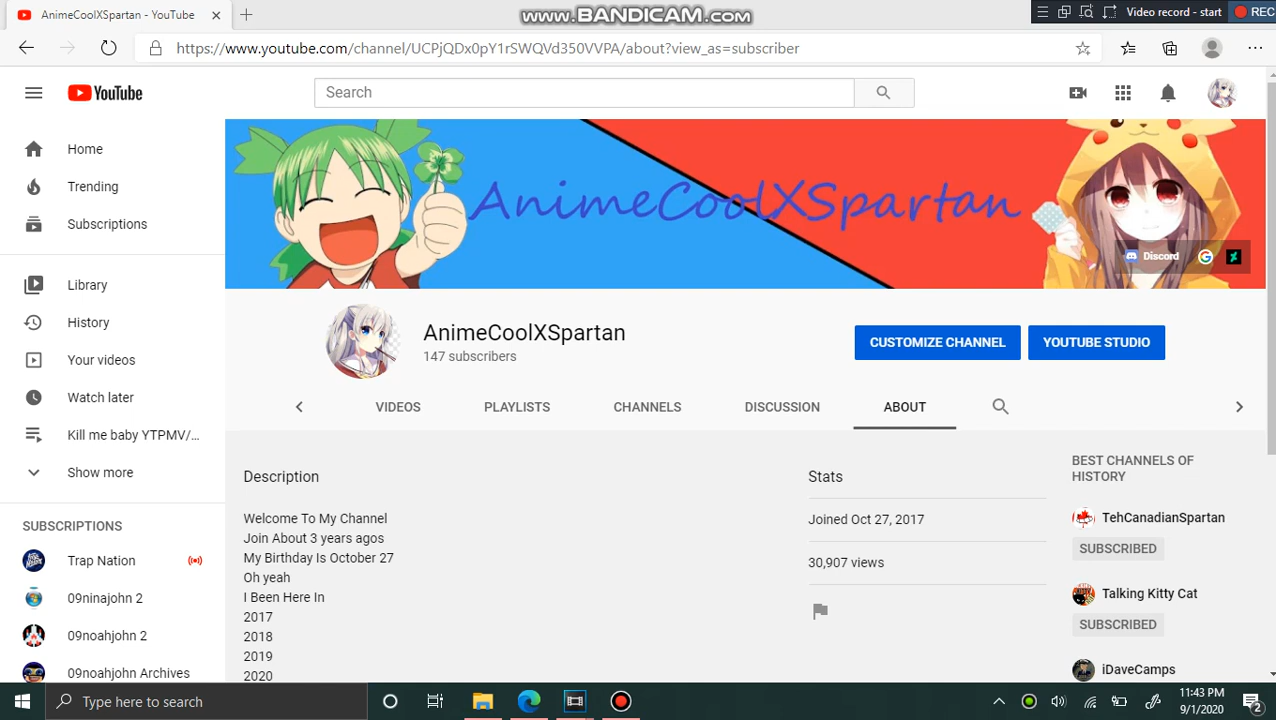 AnimeCoolXSpartan - YouTube
www.BANDICAM.com
Video record - start
REC
https://www.youtube.com/channel/UCPjQDx0pY1rSWQVd350VVPA/about?view_as=subscriber
YouTube
Search
Home
Trending
Subscriptions
Library
History
Your videos
Watch later
Kill me baby YTPMV/...
Show more
SUBSCRIPTIONS
Trap Nation
09ninajohn 2
09noahjohn 2
09noahjohn Archives
AnimeCoolXSpartan
Discord
AnimeCoolXSpartan
147 subscribers
CUSTOMIZE CHANNEL
YOUTUBE STUDIO
VIDEOS
PLAYLISTS
CHANNELS
DISCUSSION
ABOUT
Description
Welcome To My Channel
Join About 3 years agos
My Birthday Is October 27
Oh yeah
I Been Here In
2017
2018
2019
2020
Stats
Joined Oct 27, 2017
30,907 views
BEST CHANNELS OF
HISTORY
TehCanadianSpartan
SUBSCRIBED
Talking Kitty Cat
SUBSCRIBED
iDaveCamps
Type here to search
11:43 PM
9/1/2020
2